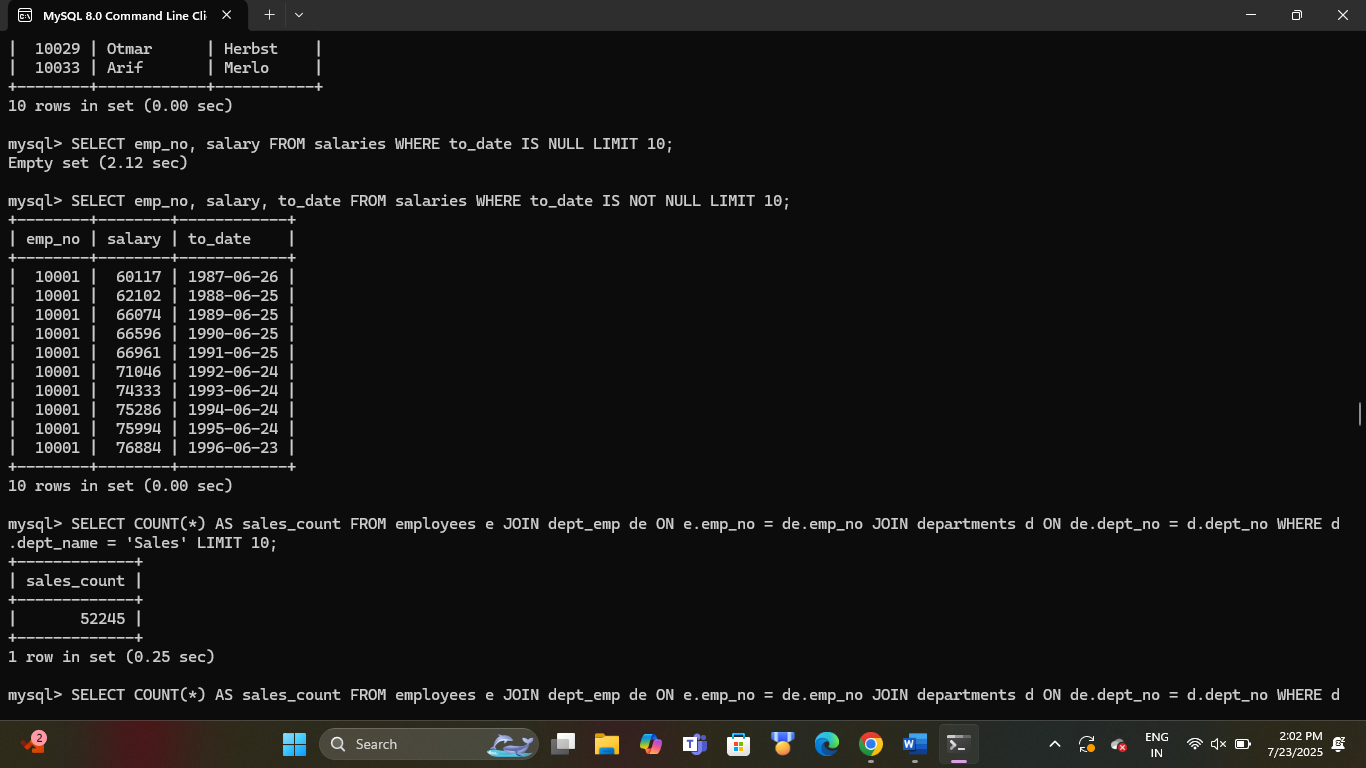 MySQL 8.0 Command Line Cli
|  10029 | Otmar      | Herbst    |
|  10033 | Arif       | Merlo     |
+--------+------------+-----------+
10 rows in set (0.00 sec)
mysql> SELECT emp_no, salary FROM salaries WHERE to_date IS NULL LIMIT 10;
Empty set (2.12 sec)
mysql> SELECT emp_no, salary, to_date FROM salaries WHERE to_date IS NOT NULL LIMIT 10;
+--------+--------+------------+
| emp_no | salary | to_date    |
+--------+--------+------------+
|  10001 |  60117 | 1987-06-26 |
|  10001 |  62102 | 1988-06-25 |
|  10001 |  66074 | 1989-06-25 |
|  10001 |  66596 | 1990-06-25 |
|  10001 |  66961 | 1991-06-25 |
|  10001 |  71046 | 1992-06-24 |
|  10001 |  74333 | 1993-06-24 |
|  10001 |  75286 | 1994-06-24 |
|  10001 |  75994 | 1995-06-24 |
|  10001 |  76884 | 1996-06-23 |
+--------+--------+------------+
10 rows in set (0.00 sec)
mysql> SELECT COUNT(*) AS sales_count FROM employees e JOIN dept_emp de ON e.emp_no = de.emp_no JOIN departments d ON de.dept_no = d.dept_no WHERE d
.dept_name = 'Sales' LIMIT 10;
+-------------+
| sales_count |
+-------------+
|       52245 |
+-------------+
1 row in set (0.25 sec)
mysql> SELECT COUNT(*) AS sales_count FROM employees e JOIN dept_emp de ON e.emp_no = de.emp_no JOIN departments d ON de.dept_no = d.dept_no WHERE d
2
Search
ENG
IN
2:02 PM
7/23/2025